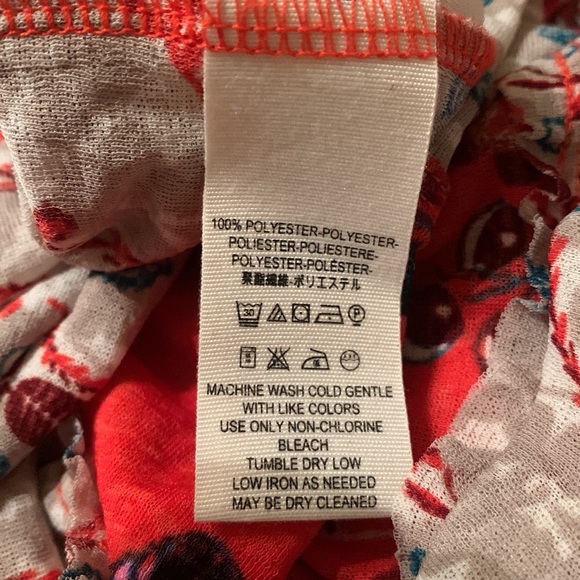 100% POLYESTER-POLYESTER-
POLIESTER-POLIESTERE-
POLYESTER-POLÉSTER-
聚酯纖維-ポリエステル
30 P
MACHINE WASH COLD GENTLE
WITH LIKE COLORS
USE ONLY NON-CHLORINE
BLEACH
TUMBLE DRY LOW
LOW IRON AS NEEDED
MAY BE DRY CLEANED